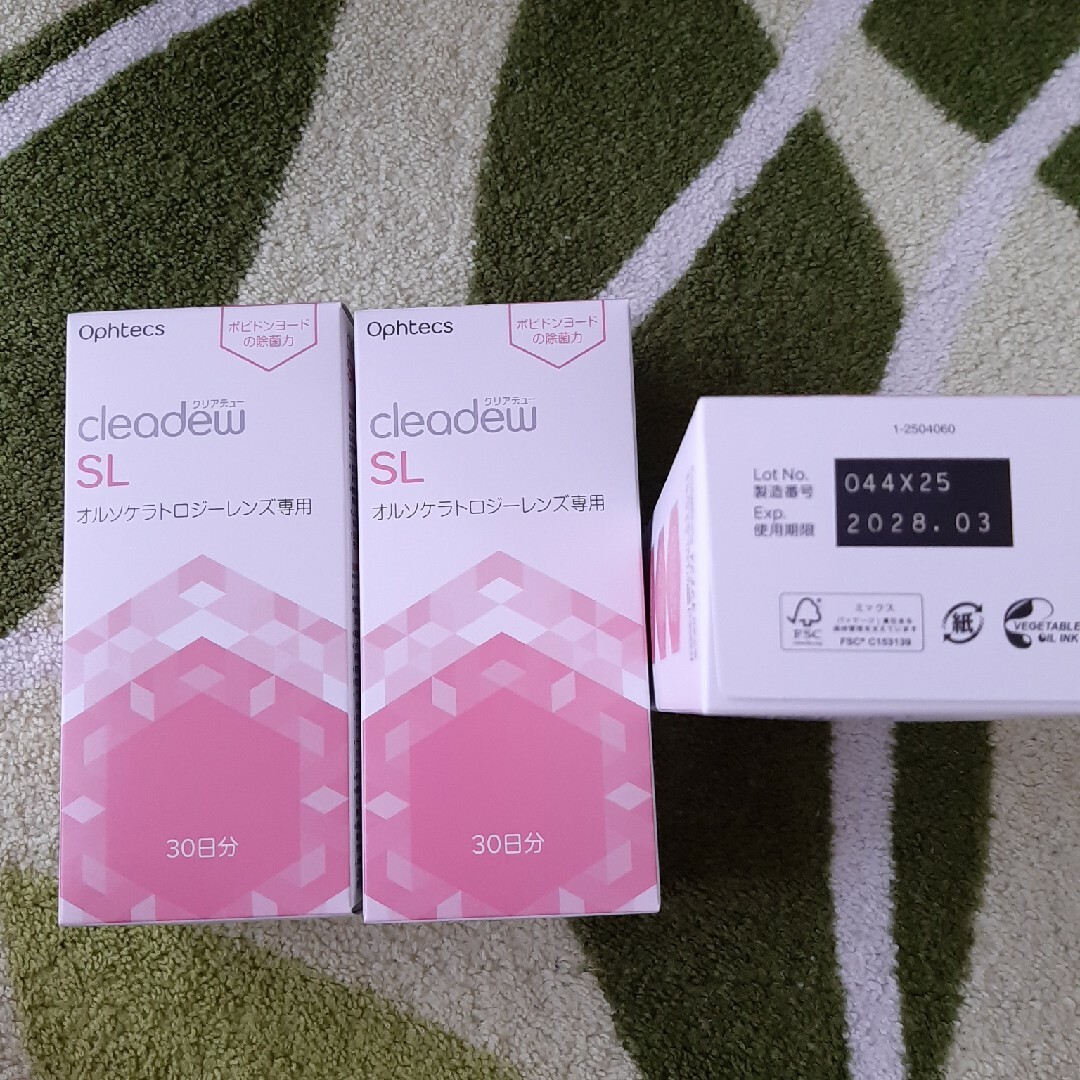 Ophtecs
ポビドンヨード
の除菌力
クリアデュー
cleadew
SL
オルソケラトロジーレンズ専用
30日分
Ophtecs
ポビドンヨード
の除菌力
クリアデュー
cleadew
SL
オルソケラトロジーレンズ専用
30日分
1-2504060
Lot No.
製造番号
044X25
Exp.
使用期限
2028.03
FSC
ミックス
FSC® C153139
紙
VEGETABLE
OIL INK